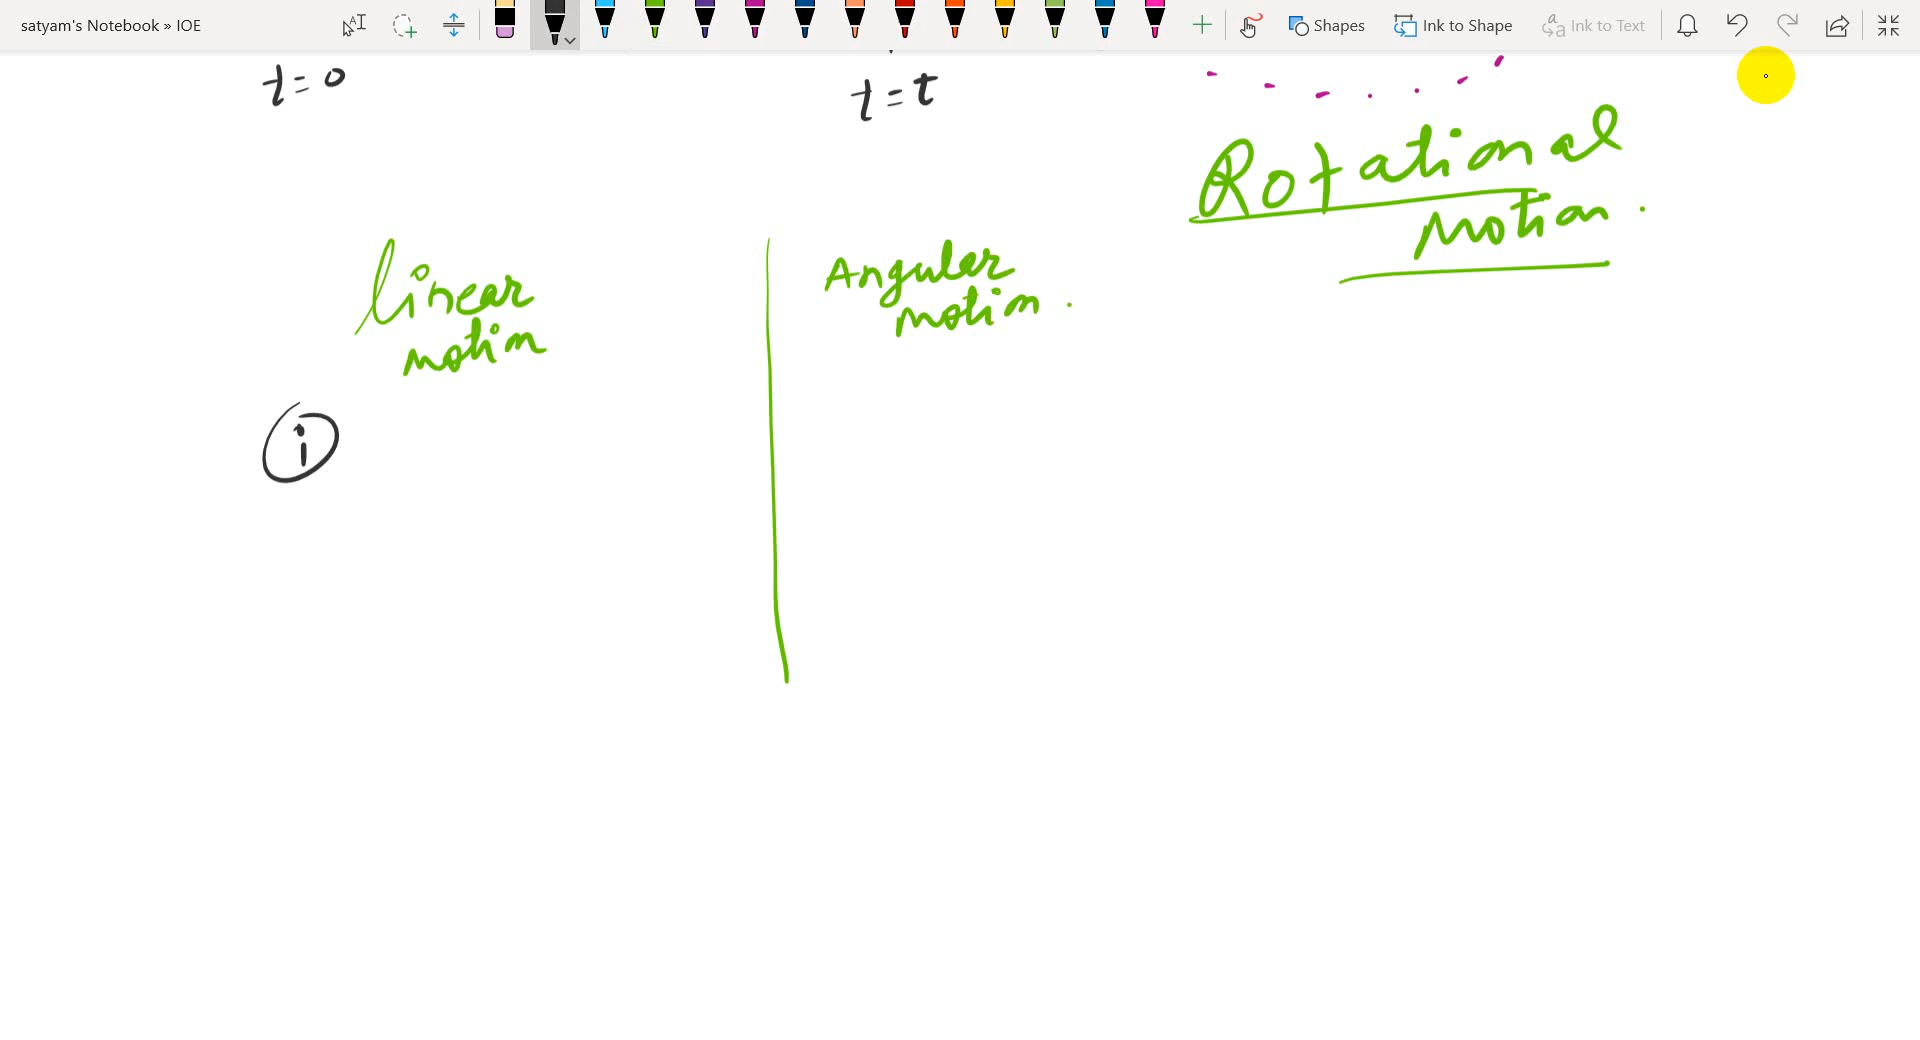 satyam's Notebook » IOE
Shapes
Ink to Shape
Ink to Text
t = 0
t = t
Rotational
Motion.
linear
motion
Angular
motion.
i